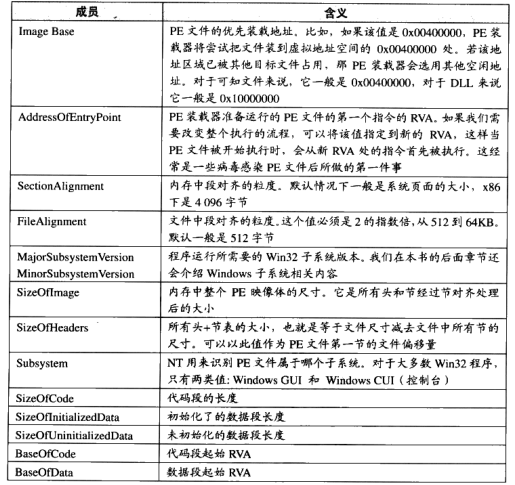 成员 含义
Image Base PE 文件的优先装载地址。比如，如果该值是 0x00400000，PE 装
载器将尝试把文件装到虚拟地址空间的 0x00400000 处。若该地
址区域已被其他目标文件占用，那 PE 装载器会选用其他空闲地
址。对于可知文件来说，它一般是 0x00400000，对于 DLL 来说
它一般是 0x10000000
AddressOfEntryPoint PE 装载器准备运行的 PE 文件的第一个指令的 RVA。如果我们需
要改变整个执行的流程，可以将该值指定到新的 RVA，这样当
PE 文件被开始执行时，会从新 RVA 处的指令首先被执行。这经
常是一些病毒感染 PE 文件后所做的第一件事
SectionAlignment 内存中段对齐的粒度。默认情况下一般是系统页面的大小，x86
下是 4 096 字节
FileAlignment 文件中段对齐的粒度。这个值必须是 2 的指数倍，从 512 到 64KB。
默认一般是 512 字节
MajorSubsystemVersion 程序运行所需要的 Win32 子系统版本。我们在本书的后面章节还
MinorSubsystemVersion 会介绍 Windows 子系统相关内容
SizeOfImage 内存中整个 PE 映像体的尺寸。它是所有头和节经过节对齐处理
后的大小
SizeOfHeaders 所有头+节表的大小，也就是等于文件尺寸减去文件中所有节的
尺寸。可以以此值作为 PE 文件第一节的文件偏移量
Subsystem NT 用来识别 PE 文件属于哪个子系统。对于大多数 Win32 程序，
只有两类值: Windows GUI 和 Windows CUI（控制台）
SizeOfCode 代码段的长度
SizeOfInitializedData 初始化了的数据段长度
SizeOfUninitializedData 未初始化的数据段长度
BaseOfCode 代码段起始 RVA
BaseOfData 数据段起始 RVA